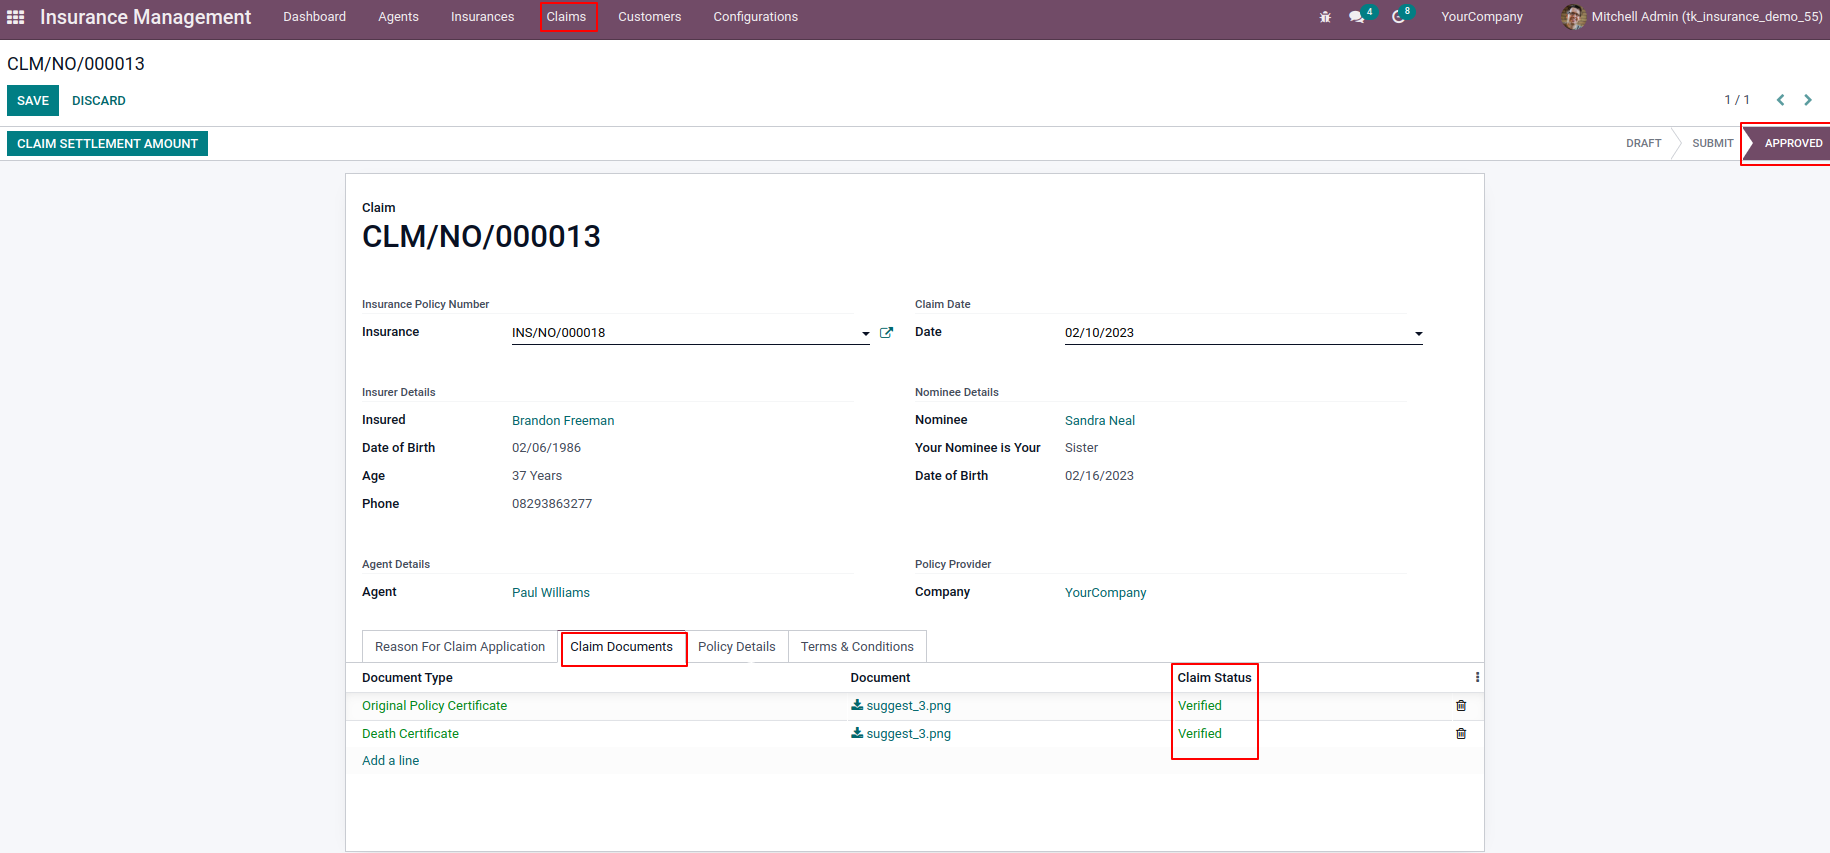 Insurance Management Dashboard Agents Insurances Claims Customers Configurations 4 8 YourCompany Mitchell Admin (tk_insurance_demo_55)
CLM/NO/000013
SAVE DISCARD 1 / 1
CLAIM SETTLEMENT AMOUNT DRAFT SUBMIT APPROVED
Claim
CLM/NO/000013
Insurance Policy Number Claim Date
Insurance INS/NO/000018 Date 02/10/2023
Insurer Details Nominee Details
Insured Brandon Freeman Nominee Sandra Neal
Date of Birth 02/06/1986 Your Nominee is Your Sister
Age 37 Years Date of Birth 02/16/2023
Phone 08293863277
Agent Details Policy Provider
Agent Paul Williams Company YourCompany
Reason For Claim Application Claim Documents Policy Details Terms & Conditions
Document Type Document Claim Status
Original Policy Certificate suggest_3.png Verified
Death Certificate suggest_3.png Verified
Add a line